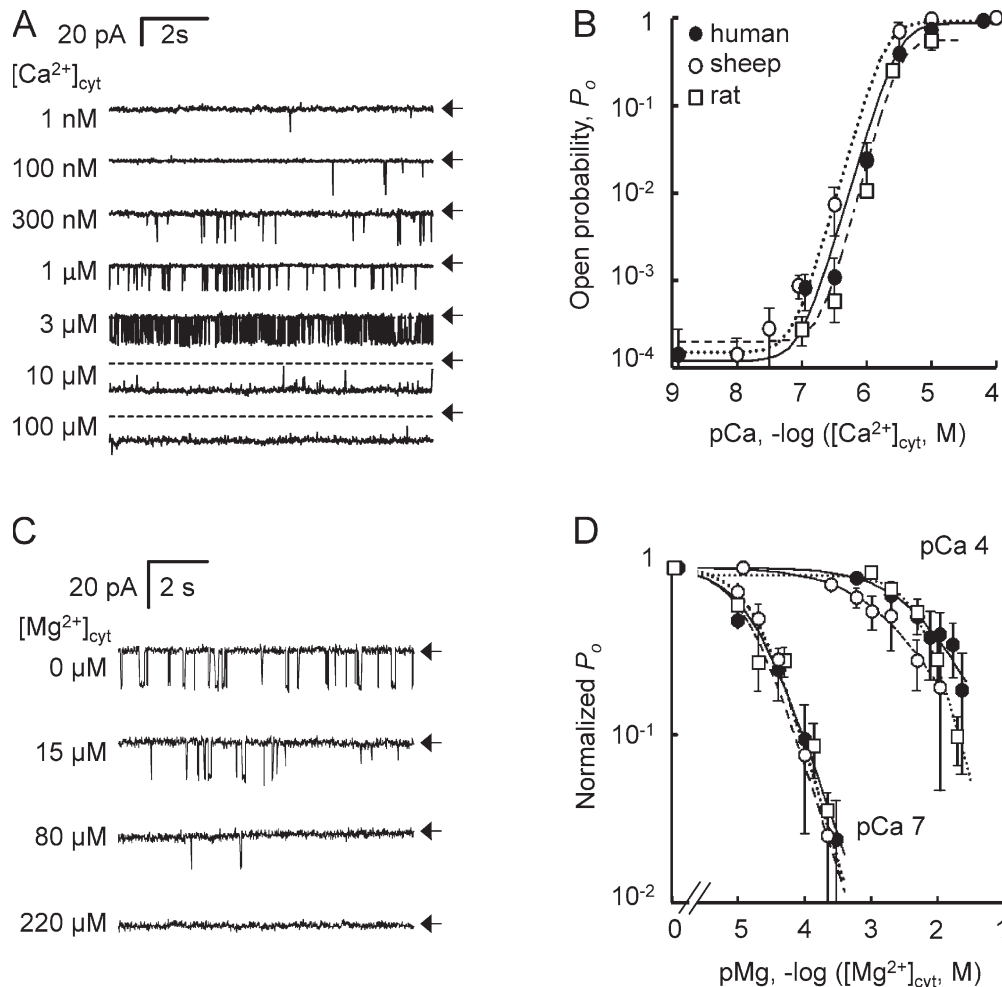 A
20 pA 2s
[Ca²⁺]cyt
1 nM
100 nM
300 nM
1 µM
3 µM
10 µM
100 µM
B
human
sheep
rat
1
10⁻¹
10⁻²
10⁻³
10⁻⁴
Open probability, Pₒ
9 8 7 6 5 4
pCa, -log ([Ca²⁺]cyt, M)
C
20 pA 2 s
[Mg²⁺]cyt
0 µM
15 µM
80 µM
220 µM
D
pCa 4
1
10⁻¹
10⁻²
Normalized Pₒ
pCa 7
0 5 4 3 2 1
pMg, -log ([Mg²⁺]cyt, M)